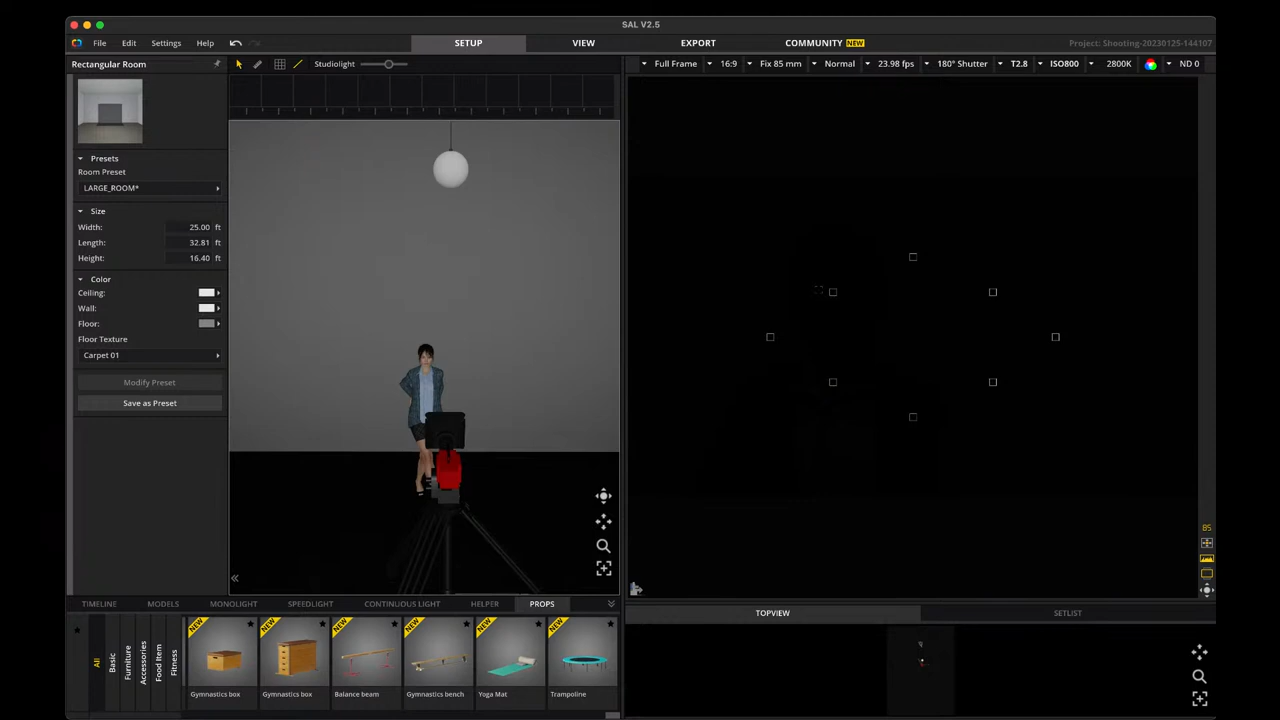 SAL V2.5
File Edit Settings Help
SETUP VIEW EXPORT COMMUNITY NEW
Project: Shooting-20230125-144107
Rectangular Room
Studiolight
Full Frame 16:9 Fix 85 mm Normal 23.98 fps 180° Shutter T2.8 ISO800 2800K ND 0
Presets
Room Preset
LARGE_ROOM*
Size
Width: 25.00 ft
Length: 32.81 ft
Height: 16.40 ft
Color
Ceiling:
Wall:
Floor:
Floor Texture
Carpet 01
Modify Preset
Save as Preset
85
TIMELINE MODELS MONOLIGHT SPEEDLIGHT CONTINUOUS LIGHT HELPER PROPS
TOPVIEW SETLIST
All
Basic
Furniture
Accessories
Food Item
Fitness
NEW NEW NEW NEW NEW NEW
Gymnastics box Gymnastics box Balance beam Gymnastics bench Yoga Mat Trampoline